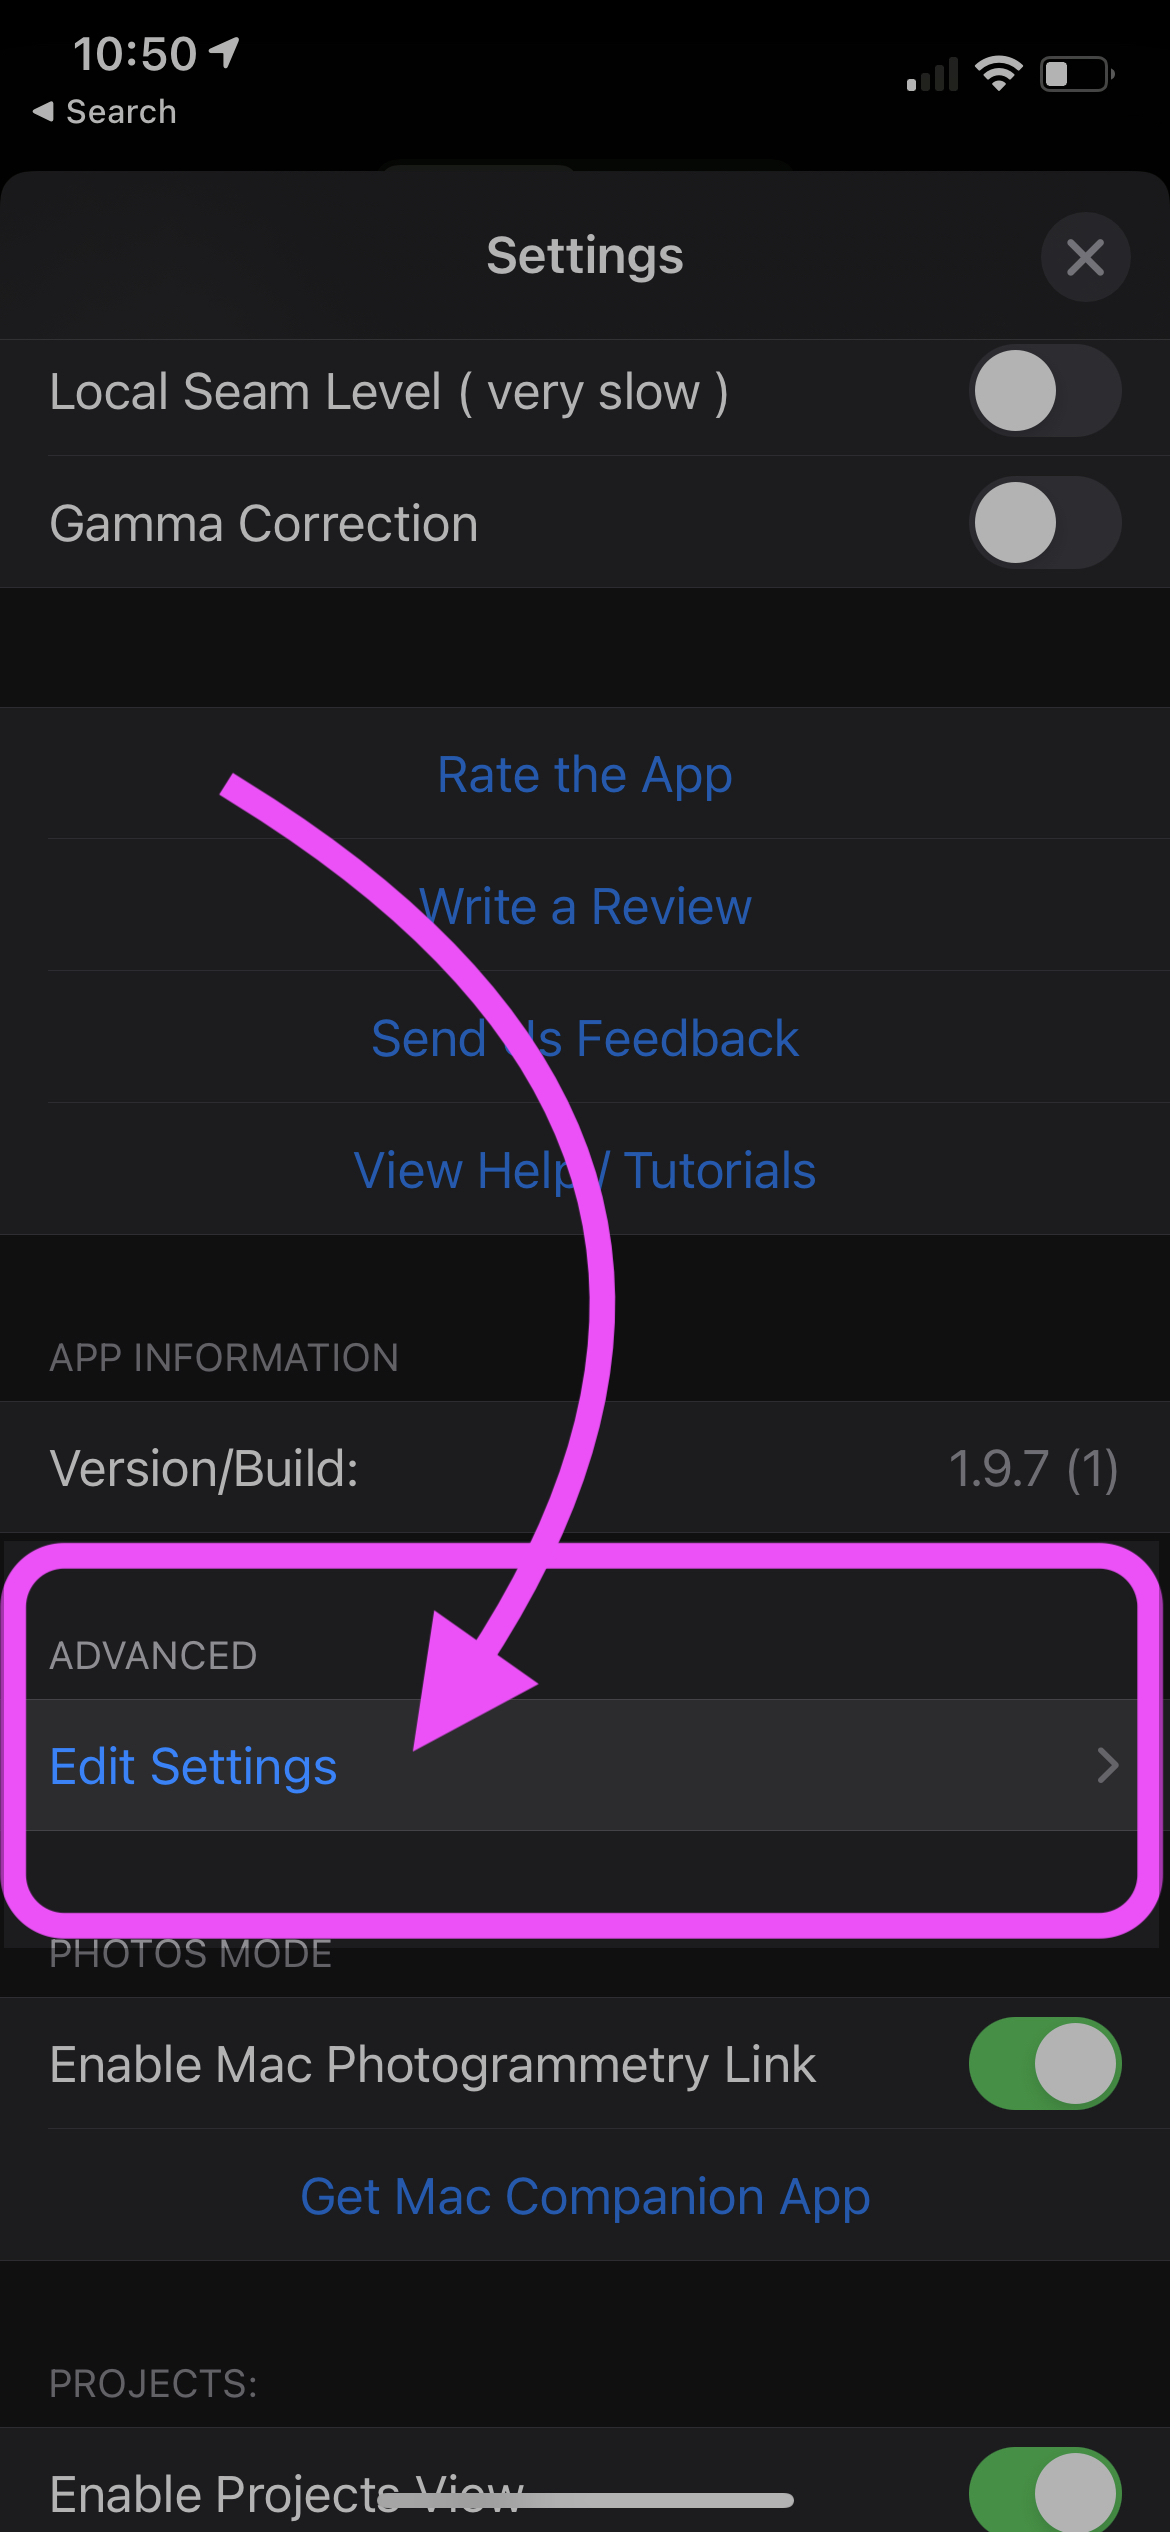 10:50
Search
Settings
Local Seam Level ( very slow )
Gamma Correction
Rate the App
Write a Review
Send Us Feedback
View Help / Tutorials
APP INFORMATION
Version/Build:
1.9.7 (1)
ADVANCED
Edit Settings
PHOTOS MODE
Enable Mac Photogrammetry Link
Get Mac Companion App
PROJECTS:
Enable Projects View